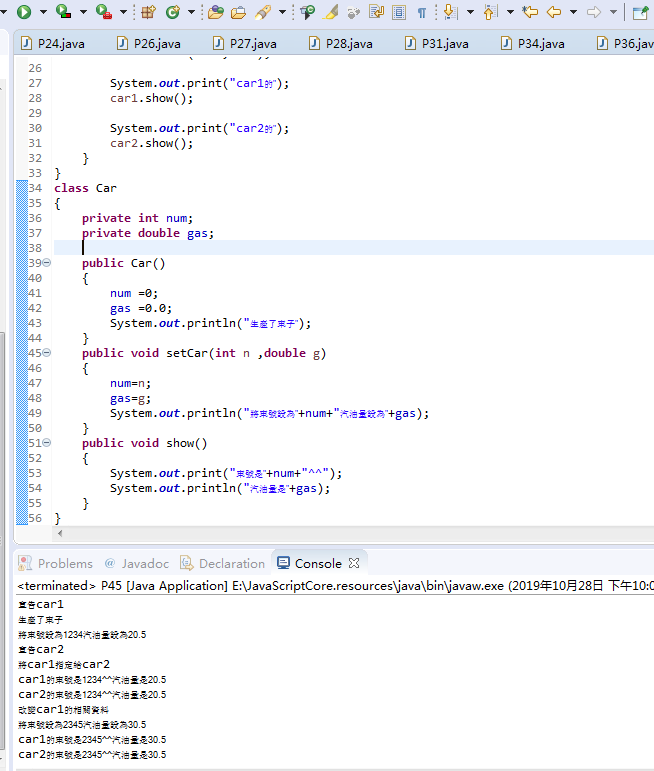 P24.java P26.java P27.java P28.java P31.java P34.java P36.java
26
27 System.out.print("car1的");
28 car1.show();
29
30 System.out.print("car2的");
31 car2.show();
32 }
33 }
34 class Car
35 {
36 private int num;
37 private double gas;
38
39 public Car()
40 {
41 num =0;
42 gas =0.0;
43 System.out.println("生產了車子");
44 }
45 public void setCar(int n ,double g)
46 {
47 num=n;
48 gas=g;
49 System.out.println("將車號設為"+num+"汽油量設為"+gas);
50 }
51 public void show()
52 {
53 System.out.print("車號是"+num+"^^");
54 System.out.println("汽油量是"+gas);
55 }
56 }
Problems @ Javadoc Declaration Console
<terminated> P45 [Java Application] E:\JavaScriptCore.resources\java\bin\javaw.exe (2019年10月28日 下午10:0
宣告car1
生產了車子
將車號設為1234汽油量設為20.5
宣告car2
將car1指定給car2
car1的車號是1234^^汽油量是20.5
car2的車號是1234^^汽油量是20.5
改變car1的相關資料
將車號設為2345汽油量設為30.5
car1的車號是2345^^汽油量是30.5
car2的車號是2345^^汽油量是30.5